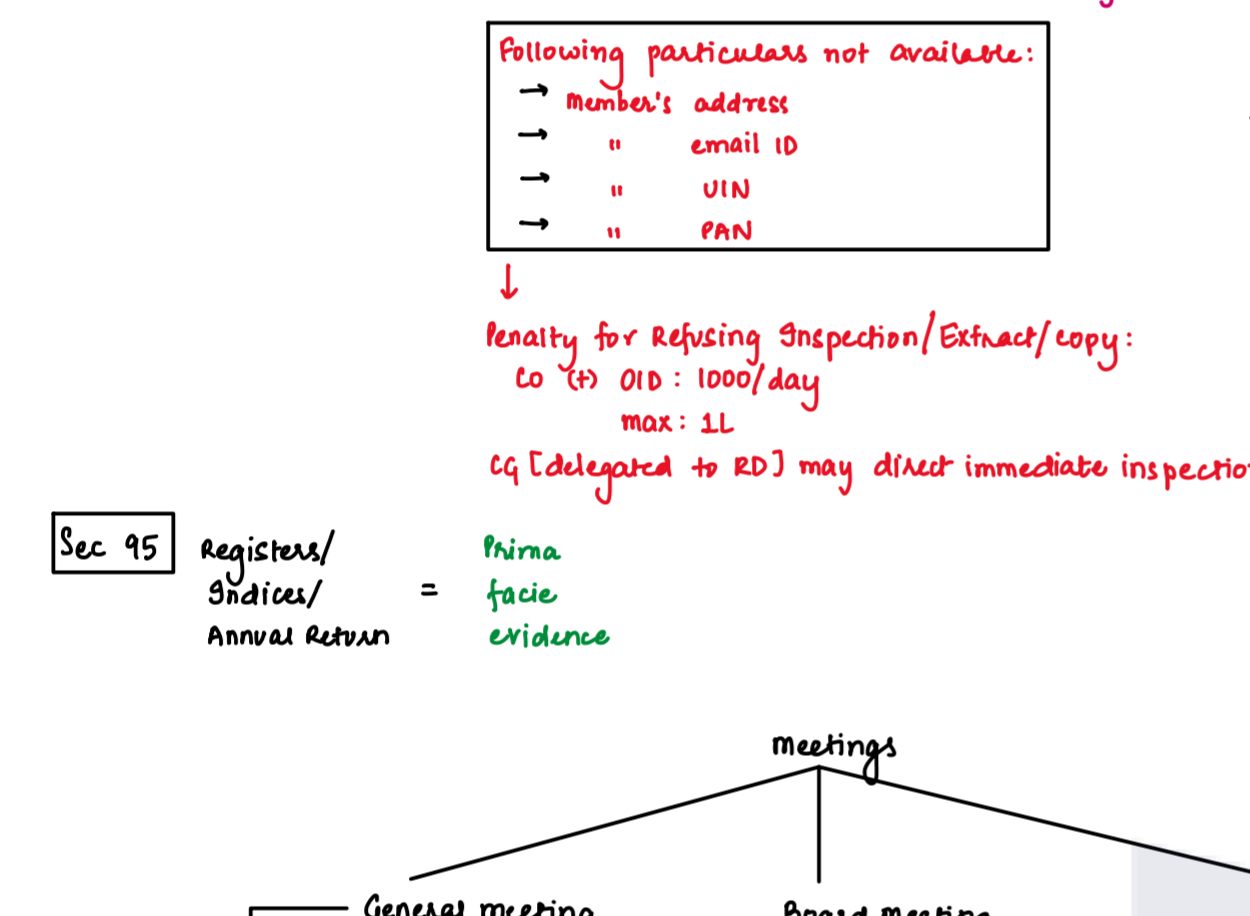 Following particulars not available:
→ Member's address
→ " email ID
→ " UIN
→ " PAN
↓
Penalty for Refusing Inspection/Extract/copy:
Co (+) OID : 1000/day
max : 1L
CG [delegated to RD] may direct immediate inspectio
Sec 95 Registers/ Prima
Indices/ = facie
Annual Return evidence
Meetings
General meeting Board Meeting